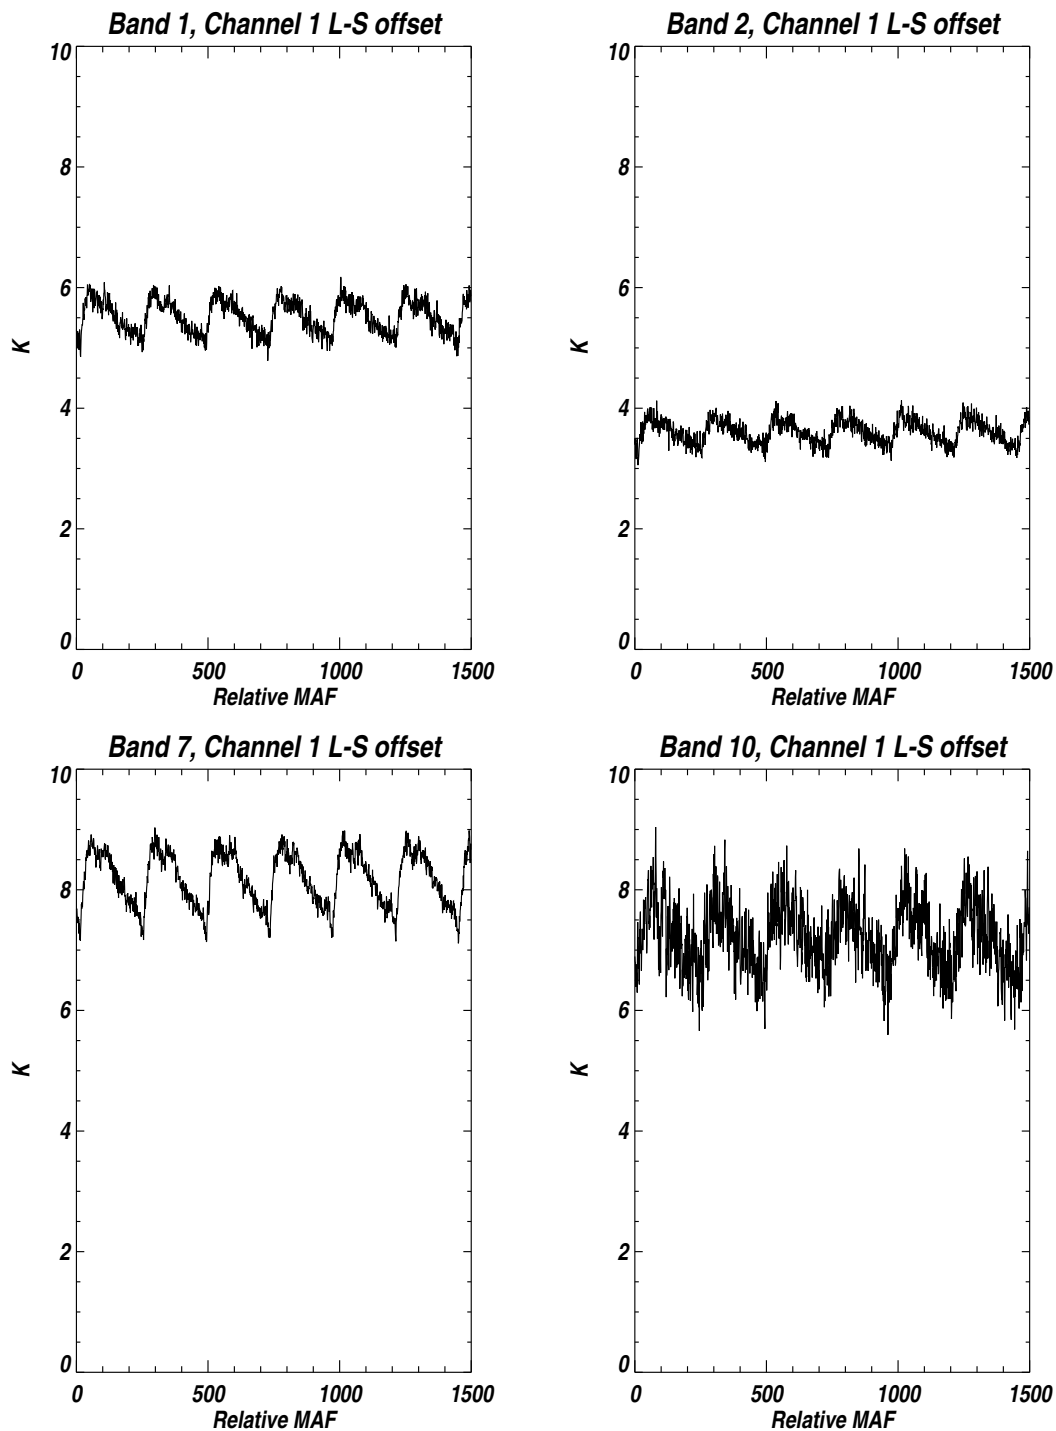 Band 1, Channel 1 L-S offset
10
8
6
4
2
0
K
0 500 1000 1500
Relative MAF
Band 2, Channel 1 L-S offset
10
8
6
4
2
0
K
0 500 1000 1500
Relative MAF
Band 7, Channel 1 L-S offset
10
8
6
4
2
0
K
0 500 1000 1500
Relative MAF
Band 10, Channel 1 L-S offset
10
8
6
4
2
0
K
0 500 1000 1500
Relative MAF